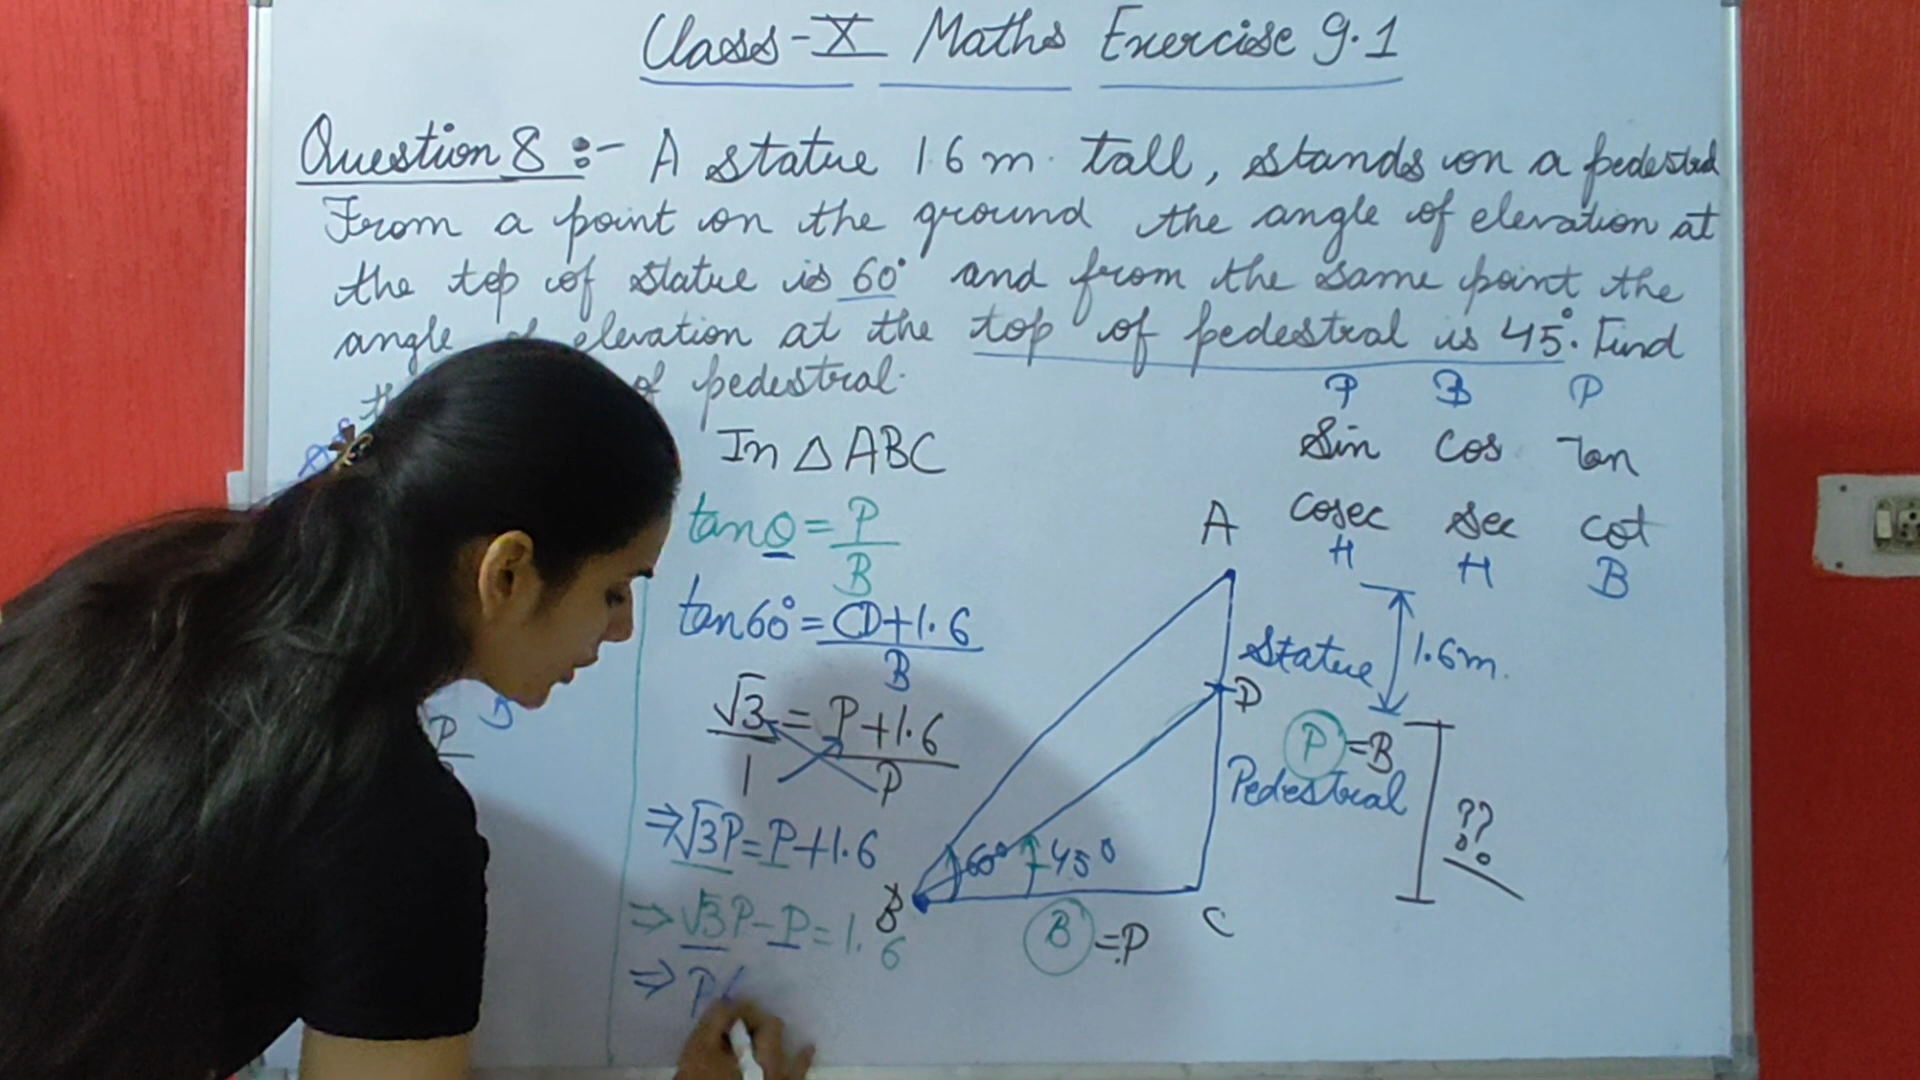 Class-X Maths Exercise 9.1
Question 8 :- A statue 1.6 m. tall, stands on a pedestral
From a point on the ground the angle of elevation at
the top of statue is 60° and from the same point the
angle of elevation at the top of pedestral is 45°. Find
of pedestral.
In △ ABC
tanθ = P/B
tan60° = CD+1.6/B
√3/1 = P+1.6/P
⇒ √3P = P+1.6
⇒ √3P-P = 1.6
⇒ P(
P B P
Sin Cos Tan
Cosec Sec Cot
H H B
A
Statue 1.6m.
D
P = B
Pedestral
??
60° 45°
B C
B = P
P